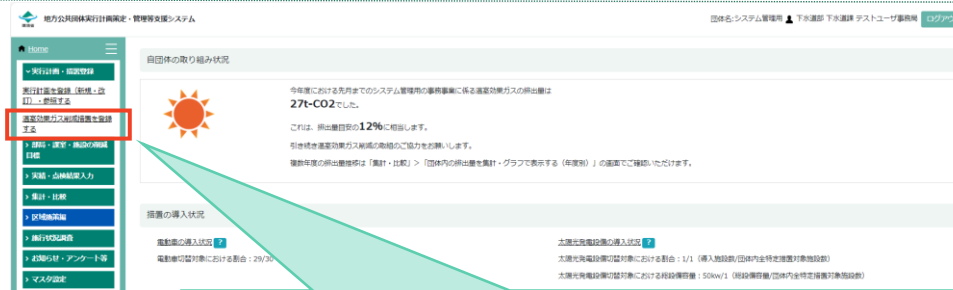 環境省
地方公共団体実行計画策定・管理等支援システム
団体名:システム管理用 下水道部 下水道課 テストユーザ事務局 ログアウ
Home
自団体の取り組み状況
実行計画・措置登録
実行計画を登録(新規・改訂)・参照する
温室効果ガス削減措置を登録する
部局・課室・施設の削減目標
実績・点検結果入力
集計・比較
区域施策編
施行状況調査
お知らせ・アンケート等
マスタ設定
今年度における先月までのシステム管理用の事務事業に係る温室効果ガスの排出量は
27t-CO2でした。
これは、排出量目安の12%に相当します。
引き続き温室効果ガス削減の取組のご協力をお願いします。
複数年度の排出量推移は「集計・比較」>「団体内の排出量を集計・グラフで表示する(年度別)」の画面でご確認いただけます。
措置の導入状況
電動車の導入状況 ?
電動車切替対象における割合:29/30
太陽光発電設備の導入状況 ?
太陽光発電設備切替対象における割合:1/1(導入施設数/団体内全特定措置対象施設数)
太陽光発電設備切替対象における総設備容量:50kw/1(総設備容量/団体内全特定措置対象施設数)